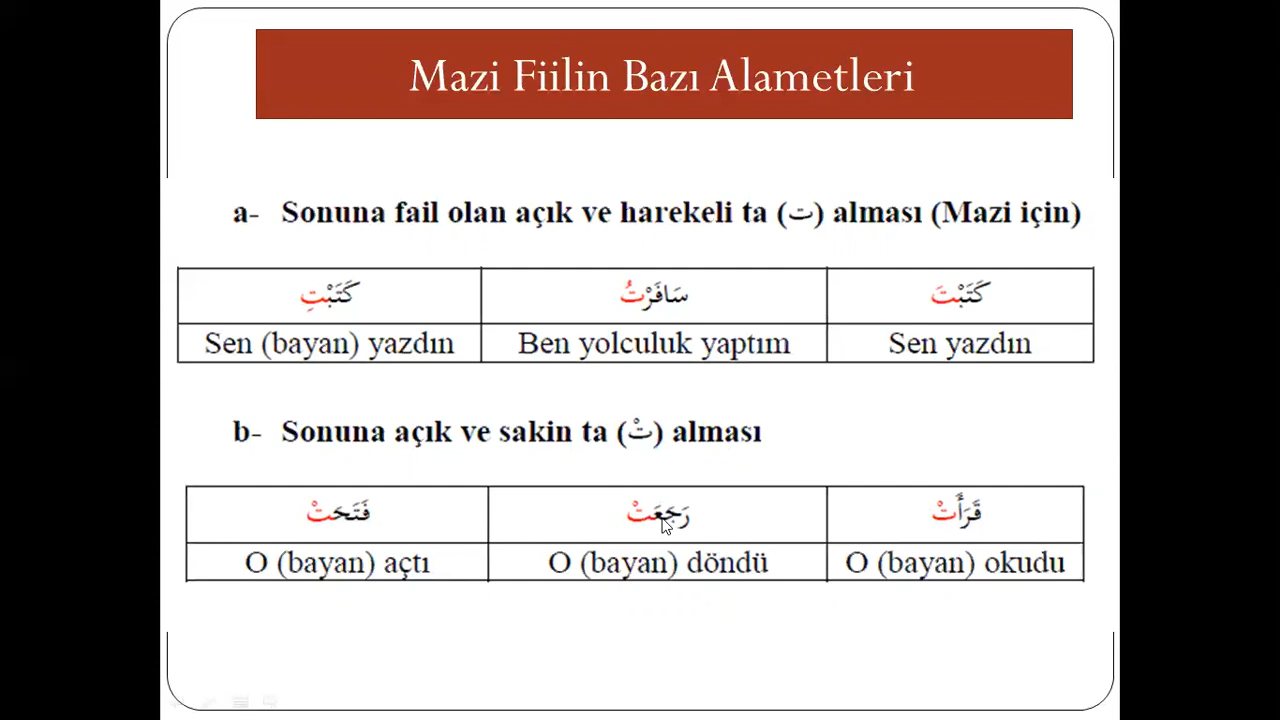 Mazi Fiilin Bazı Alametleri
a- Sonuna fail olan açık ve harekeli ta (ت) alması (Mazi için)
كَتَبْتِ سَافَرْتُ كَتَبْتَ
Sen (bayan) yazdın Ben yolculuk yaptım Sen yazdın
b- Sonuna açık ve sakin ta (تْ) alması
فَتَحَتْ رَجَعَتْ قَرَأَتْ
O (bayan) açtı O (bayan) döndü O (bayan) okudu